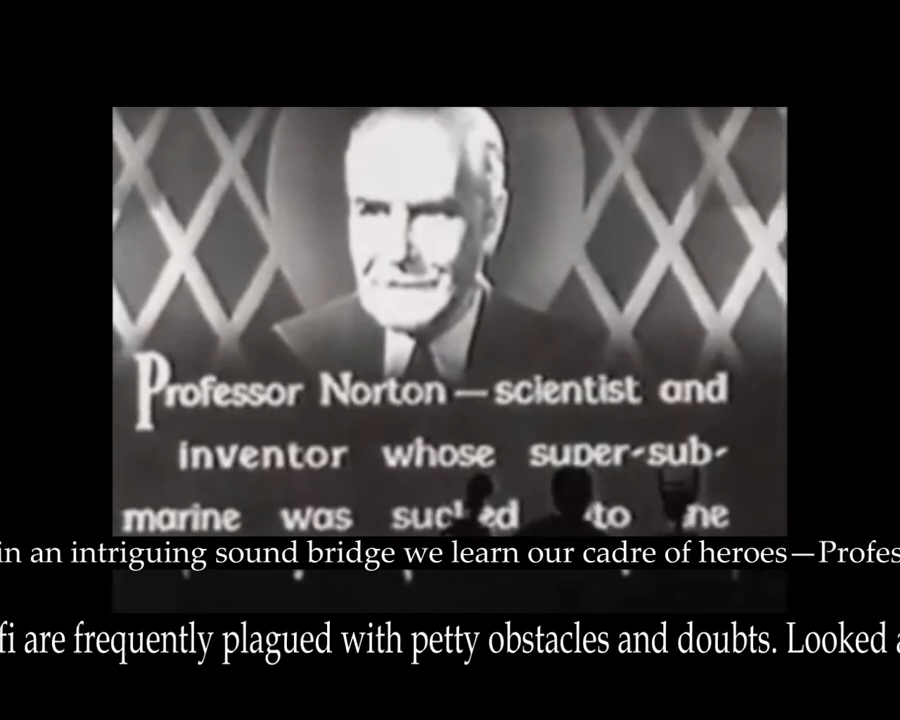 Professor Norton—scientist and
inventor whose super-sub-
marine was to
in an intriguing sound bridge we learn our cadre of heroes—Profes
fi are frequently plagued with petty obstacles and doubts. Looked a